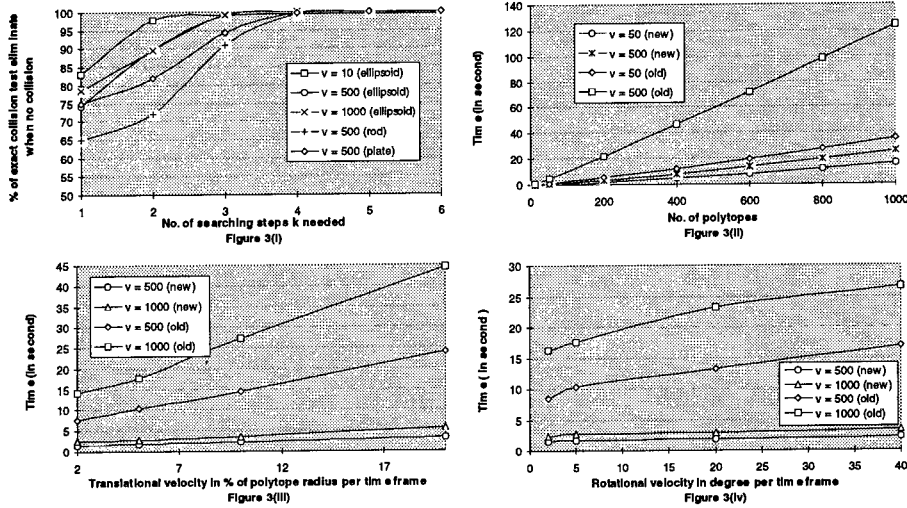 % of exact collision test eliminate
when no collision
100
95
90
85
80
75
70
65
60
55
50
v = 10 (ellipsoid)
v = 500 (ellipsoid)
v = 1000 (ellipsoid)
v = 500 (rod)
v = 500 (plate)
1 2 3 4 5 6
No. of searching steps k needed
Figure 3(i)
Time (in second)
140
120
100
80
60
40
20
0
v = 50 (new)
v = 500 (new)
v = 50 (old)
v = 500 (old)
0 200 400 600 800 1000
No. of polytopes
Figure 3(ii)
Time (in second)
45
40
35
30
25
20
15
10
5
0
v = 500 (new)
v = 1000 (new)
v = 500 (old)
v = 1000 (old)
2 7 12 17
Translational velocity in % of polytope radius per time frame
Figure 3(iii)
Time (in second)
30
25
20
15
10
5
0
v = 500 (new)
v = 1000 (new)
v = 500 (old)
v = 1000 (old)
0 5 10 15 20 25 30 35 40
Rotational velocity in degree per time frame
Figure 3(iv)